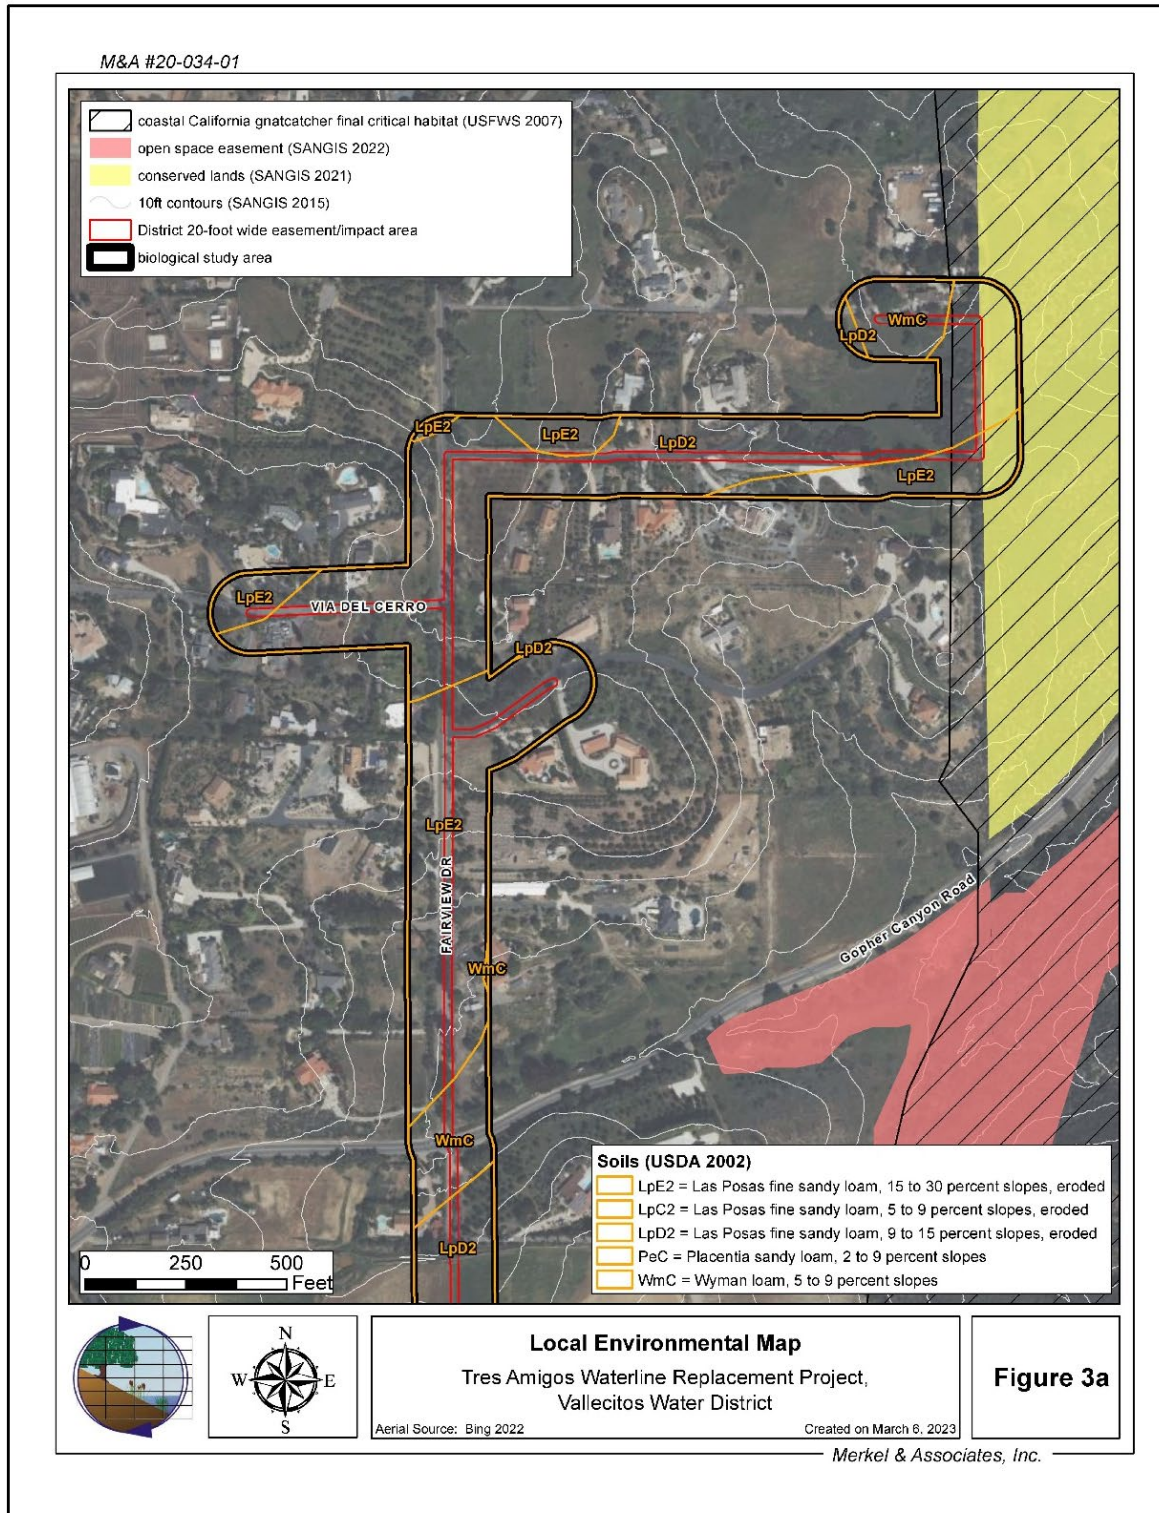 M&A #20-034-01
coastal California gnatcatcher final critical habitat (USFWS 2007)
open space easement (SANGIS 2022)
conserved lands (SANGIS 2021)
10ft contours (SANGIS 2015)
District 20-foot wide easement/impact area
biological study area
WmC
LpD2
LpE2
LpE2
LpD2
LpE2
LpE2
VIA DEL CERRO
LpD2
LpE2
FAIRVIEW DR
Gopher Canyon Road
WmC
WmC
LpD2
Soils (USDA 2002)
LpE2 = Las Posas fine sandy loam, 15 to 30 percent slopes, eroded
LpC2 = Las Posas fine sandy loam, 5 to 9 percent slopes, eroded
LpD2 = Las Posas fine sandy loam, 9 to 15 percent slopes, eroded
PeC = Placentia sandy loam, 2 to 9 percent slopes
WmC = Wyman loam, 5 to 9 percent slopes
0 250 500
Feet
N
W E
S
Local Environmental Map
Tres Amigos Waterline Replacement Project,
Vallecitos Water District
Aerial Source: Bing 2022
Created on March 6, 2023
Figure 3a
Merkel & Associates, Inc.